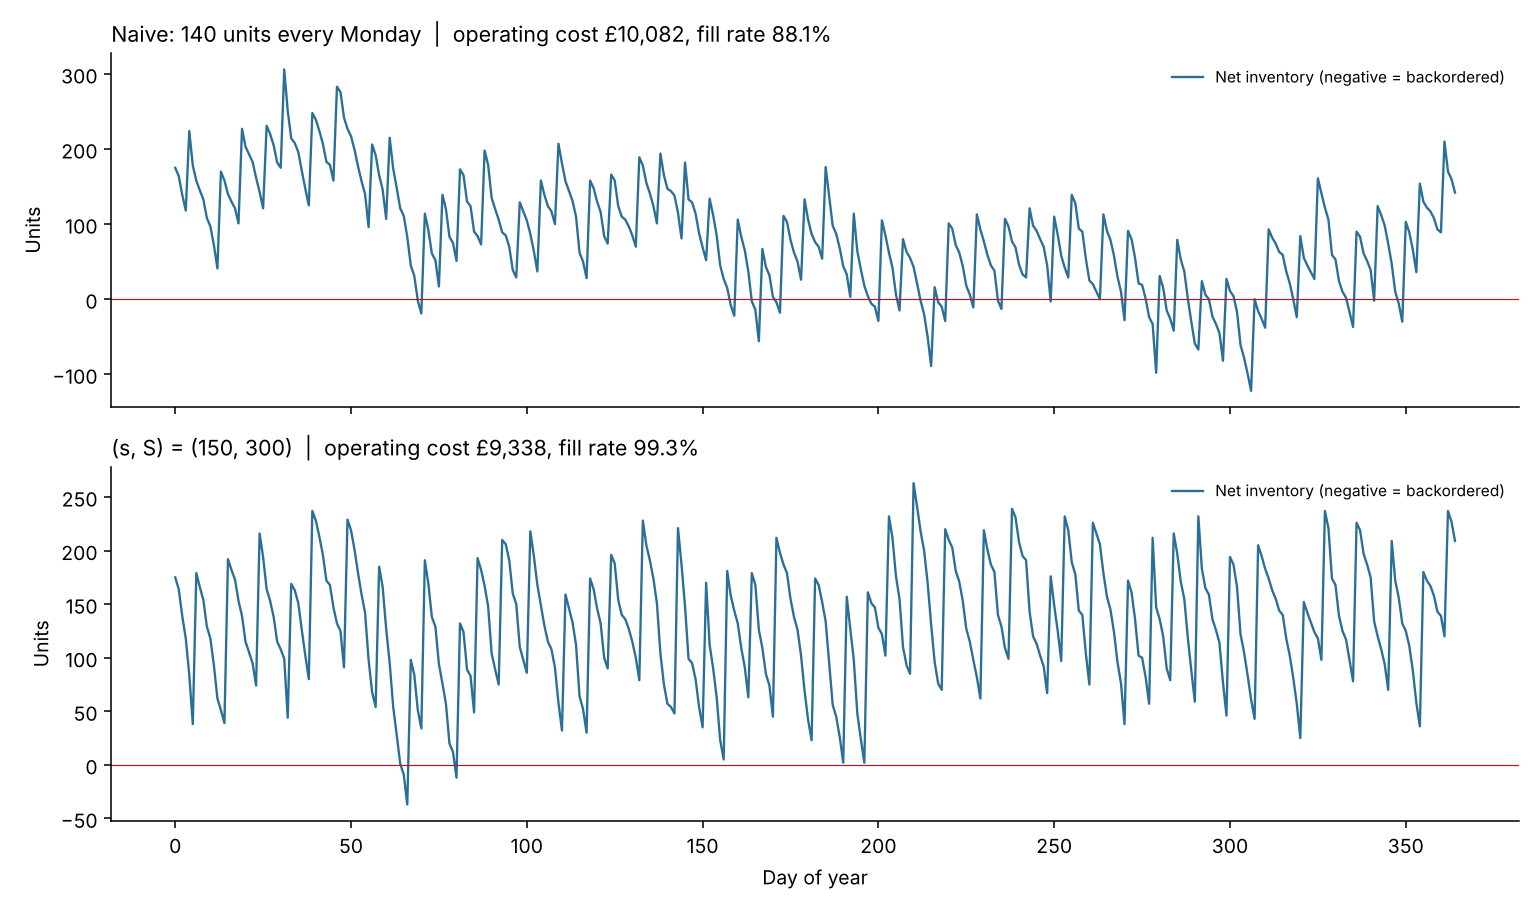 Naive: 140 units every Monday | operating cost £10,082, fill rate 88.1%
Net inventory (negative = backordered)
300
200
100
0
−100
Units
(s, S) = (150, 300) | operating cost £9,338, fill rate 99.3%
Net inventory (negative = backordered)
250
200
150
100
50
0
−50
Units
0 50 100 150 200 250 300 350
Day of year